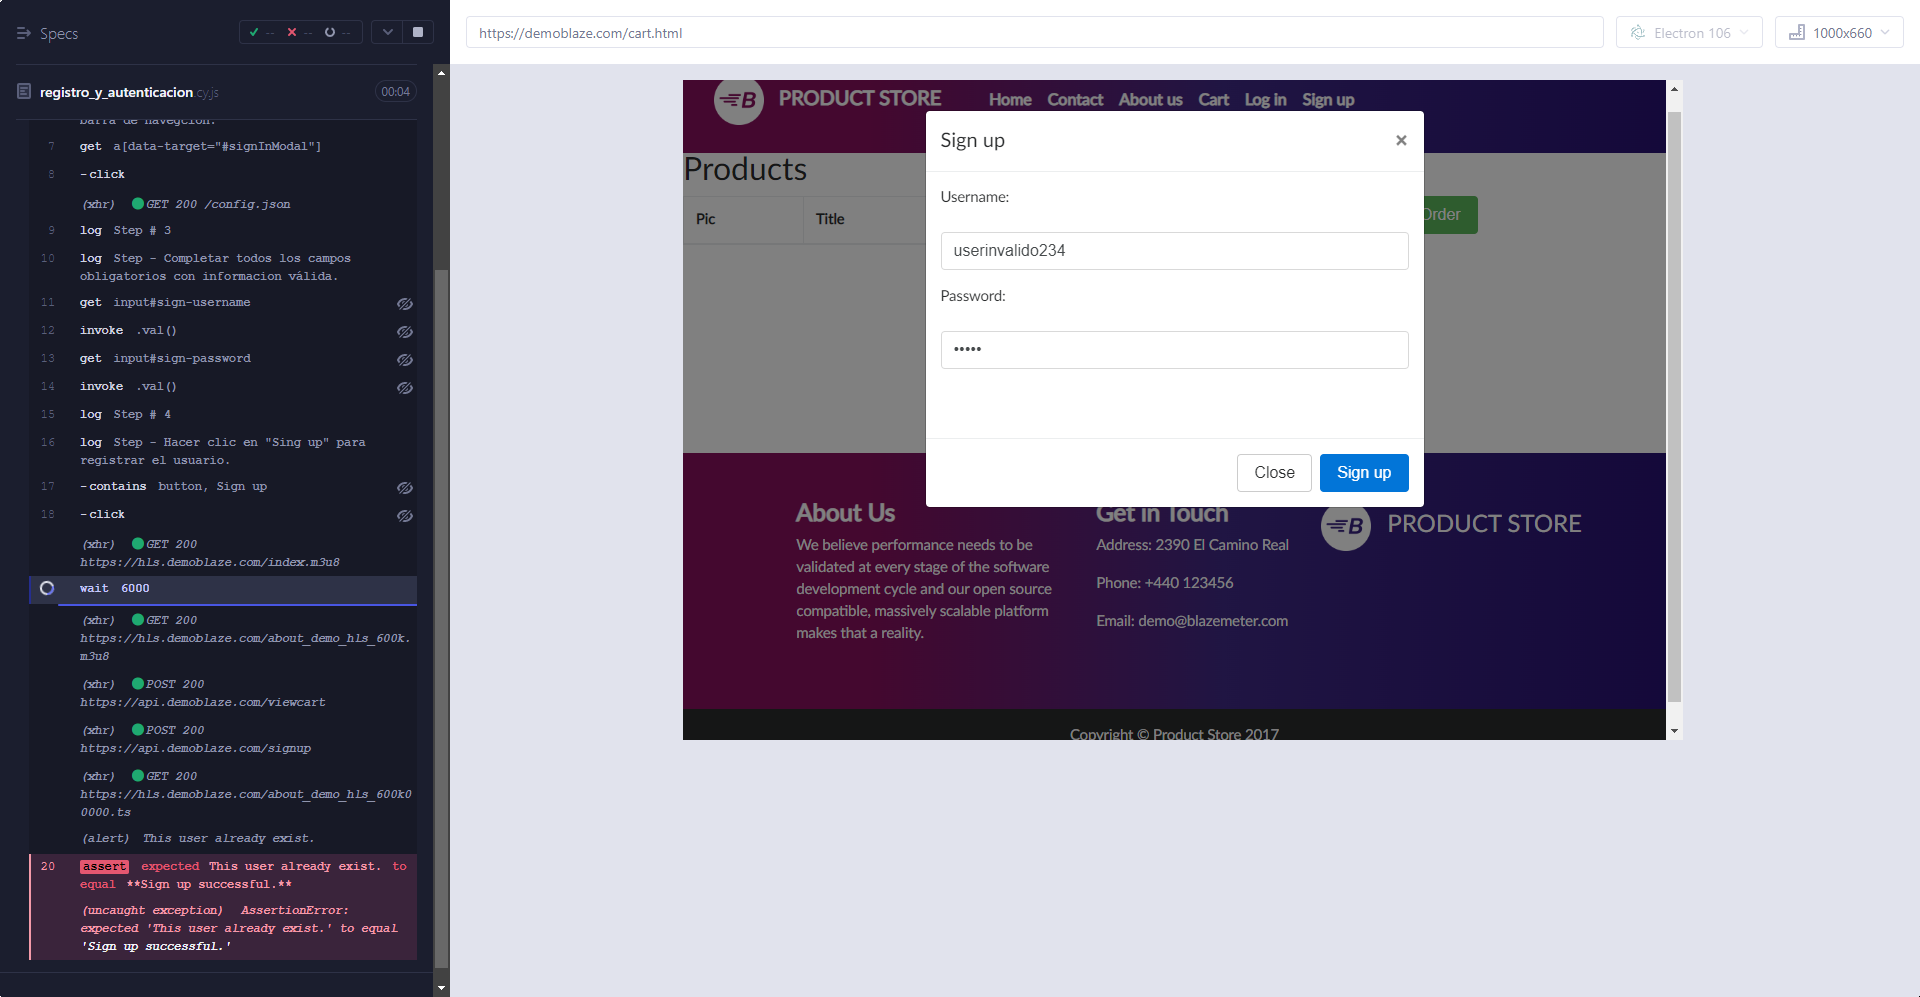 Specs
-- -- --
registro_y_autenticacion.cy.js
00:04
barra de navegcion.
7 get a[data-target="#signInModal"]
8 -click
(xhr) GET 200 /config.json
9 log Step # 3
10 log Step - Completar todos los campos
obligatorios con informacion válida.
11 get input#sign-username
12 invoke .val()
13 get input#sign-password
14 invoke .val()
15 log Step # 4
16 log Step - Hacer clic en "Sing up" para
registrar el usuario.
17 -contains button, Sign up
18 -click
(xhr) GET 200
https://hls.demoblaze.com/index.m3u8
wait 6000
(xhr) GET 200
https://hls.demoblaze.com/about_demo_hls_600k.
m3u8
(xhr) POST 200
https://api.demoblaze.com/viewcart
(xhr) POST 200
https://api.demoblaze.com/signup
(xhr) GET 200
https://hls.demoblaze.com/about_demo_hls_600k0
0000.ts
(alert) This user already exist.
20 assert expected This user already exist. to
equal **Sign up successful.**
(uncaught exception) AssertionError:
expected 'This user already exist.' to equal
'Sign up successful.'
https://demoblaze.com/cart.html
Electron 106
1000x660
B PRODUCT STORE
Home Contact About us Cart Log in Sign up
Products
Pic Title
Order
Sign up
×
Username:
userinvalido234
Password:
•••••
Close Sign up
About Us
We believe performance needs to be
validated at every stage of the software
development cycle and our open source
compatible, massively scalable platform
makes that a reality.
Get in Touch
Address: 2390 El Camino Real
Phone: +440 123456
Email: demo@blazemeter.com
B PRODUCT STORE
Copyright © Product Store 2017